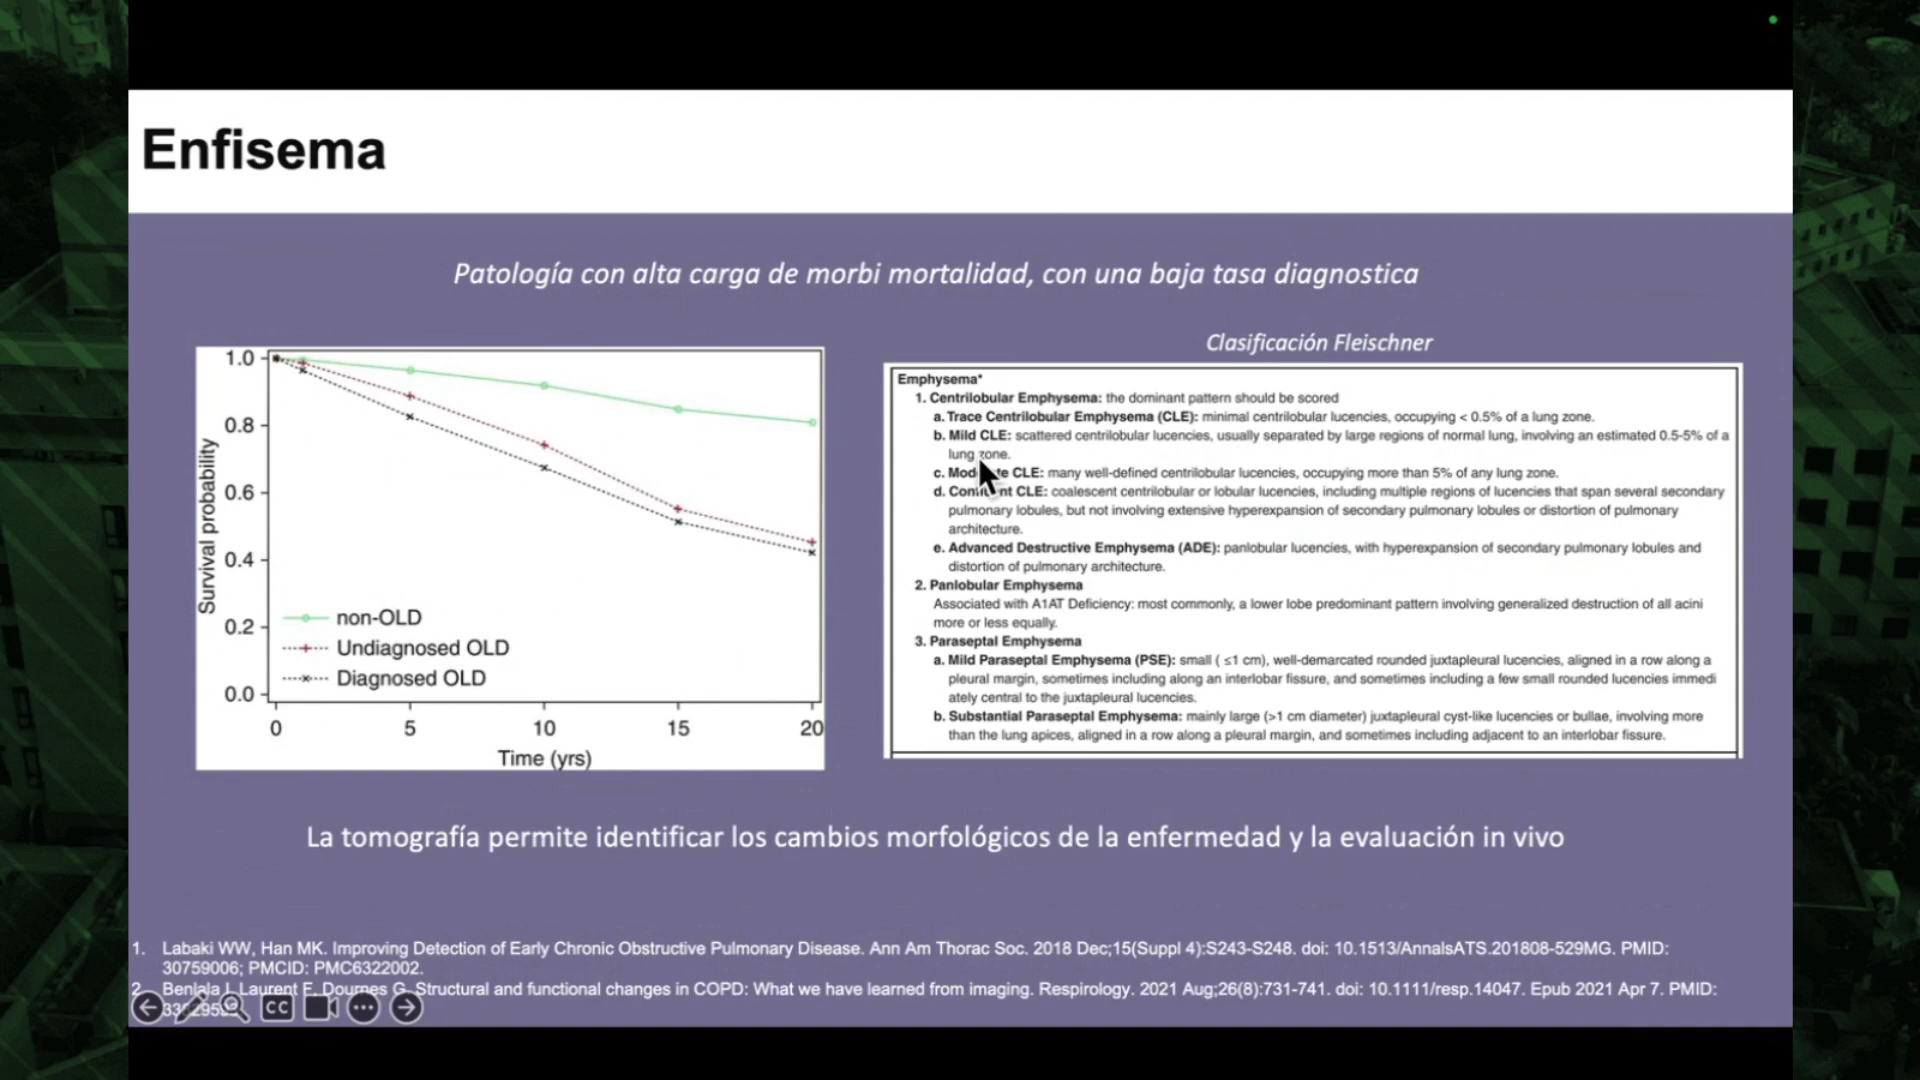 Enfisema
Patología con alta carga de morbi mortalidad, con una baja tasa diagnostica
Clasificación Fleischner
1.0
0.8
0.6
0.4
0.2
0.0
Survival probability
non-OLD
Undiagnosed OLD
Diagnosed OLD
0 5 10 15 20
Time (yrs)
Emphysema*
1. Centrilobular Emphysema: the dominant pattern should be scored
a. Trace Centrilobular Emphysema (CLE): minimal centrilobular lucencies, occupying < 0.5% of a lung zone.
b. Mild CLE: scattered centrilobular lucencies, usually separated by large regions of normal lung, involving an estimated 0.5-5% of a
lung zone.
c. CLE: many well-defined centrilobular lucencies, occupying more than 5% of any lung zone.
d. CLE: coalescent centrilobular or lobular lucencies, including multiple regions of lucencies that span several secondary
pulmonary lobules, but not involving extensive hyperexpansion of secondary pulmonary lobules or distortion of pulmonary
architecture.
e. Advanced Destructive Emphysema (ADE): panlobular lucencies, with hyperexpansion of secondary pulmonary lobules and
distortion of pulmonary architecture.
2. Panlobular Emphysema
Associated with A1AT Deficiency: most commonly, a lower lobe predominant pattern involving generalized destruction of all acini
more or less equally.
3. Paraseptal Emphysema
a. Mild Paraseptal Emphysema (PSE): small ( ≤1 cm), well-demarcated rounded juxtapleural lucencies, aligned in a row along a
pleural margin, sometimes including along an interlobar fissure, and sometimes including a few small rounded lucencies immedi
ately central to the juxtapleural lucencies.
b. Substantial Paraseptal Emphysema: mainly large (>1 cm diameter) juxtapleural cyst-like lucencies or bullae, involving more
than the lung apices, aligned in a row along a pleural margin, and sometimes including adjacent to an interlobar fissure.
La tomografía permite identificar los cambios morfológicos de la enfermedad y la evaluación in vivo
1. Labaki WW, Han MK. Improving Detection of Early Chronic Obstructive Pulmonary Disease. Ann Am Thorac Soc. 2018 Dec;15(Suppl 4):S243-S248. doi: 10.1513/AnnalsATS.201808-529MG. PMID:
30759006; PMCID: PMC6322002.
2. Benlala I, Laurent F, Dournes G. Structural and functional changes in COPD: What we have learned from imaging. Respirology. 2021 Aug;26(8):731-741. doi: 10.1111/resp.14047. Epub 2021 Apr 7. PMID:
CC